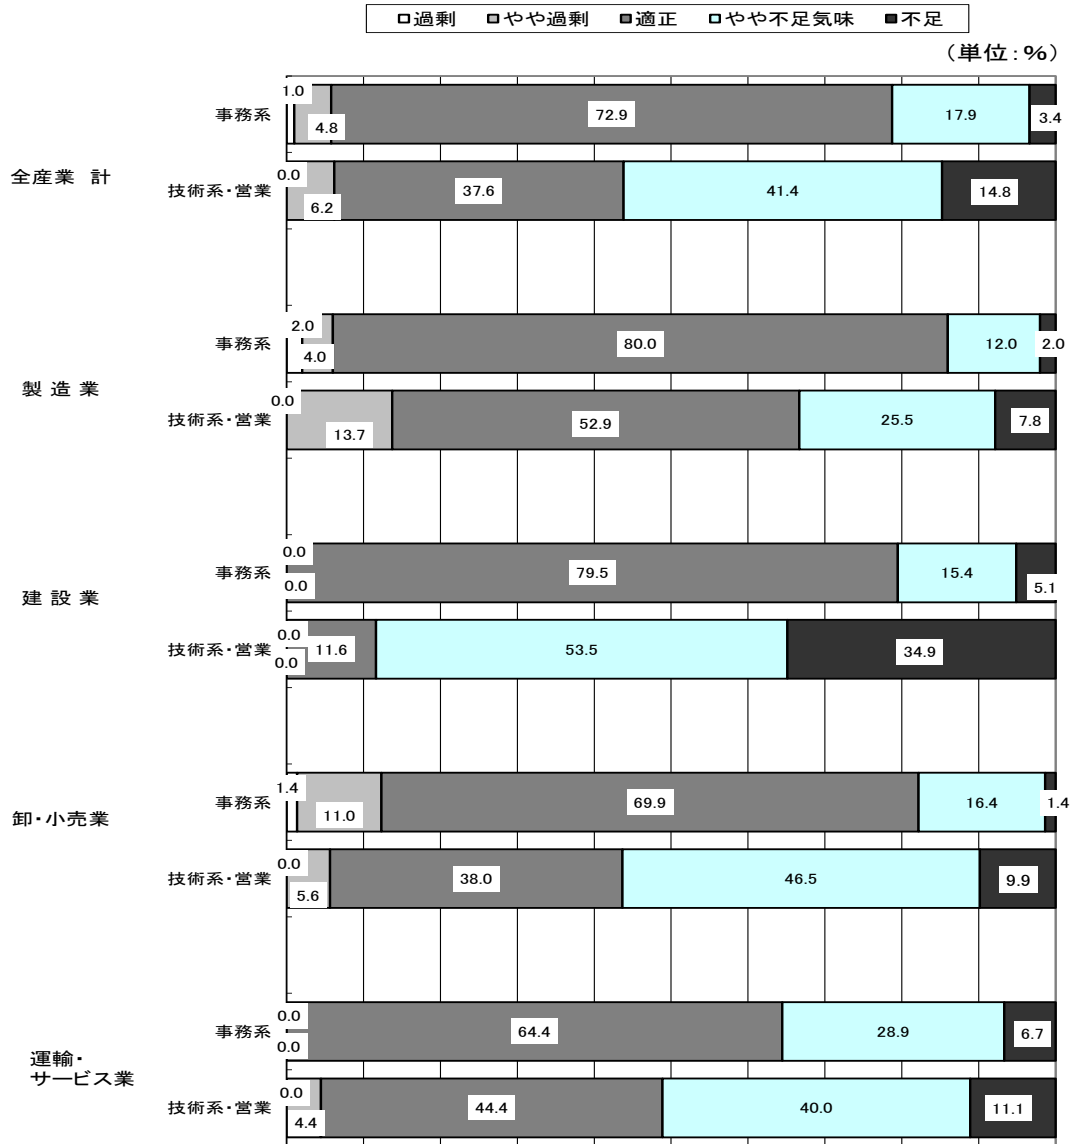 □過剰 □やや過剰 ■適正 □やや不足気味 ■不足
（単位：％）
全産業 計
事務系 1.0 4.8 72.9 17.9 3.4
技術系・営業 0.0 6.2 37.6 41.4 14.8
製造業
事務系 2.0 4.0 80.0 12.0 2.0
技術系・営業 0.0 13.7 52.9 25.5 7.8
建設業
事務系 0.0 0.0 79.5 15.4 5.1
技術系・営業 0.0 0.0 11.6 53.5 34.9
卸・小売業
事務系 1.4 11.0 69.9 16.4 1.4
技術系・営業 0.0 5.6 38.0 46.5 9.9
運輸・
サービス業
事務系 0.0 0.0 64.4 28.9 6.7
技術系・営業 0.0 4.4 44.4 40.0 11.1